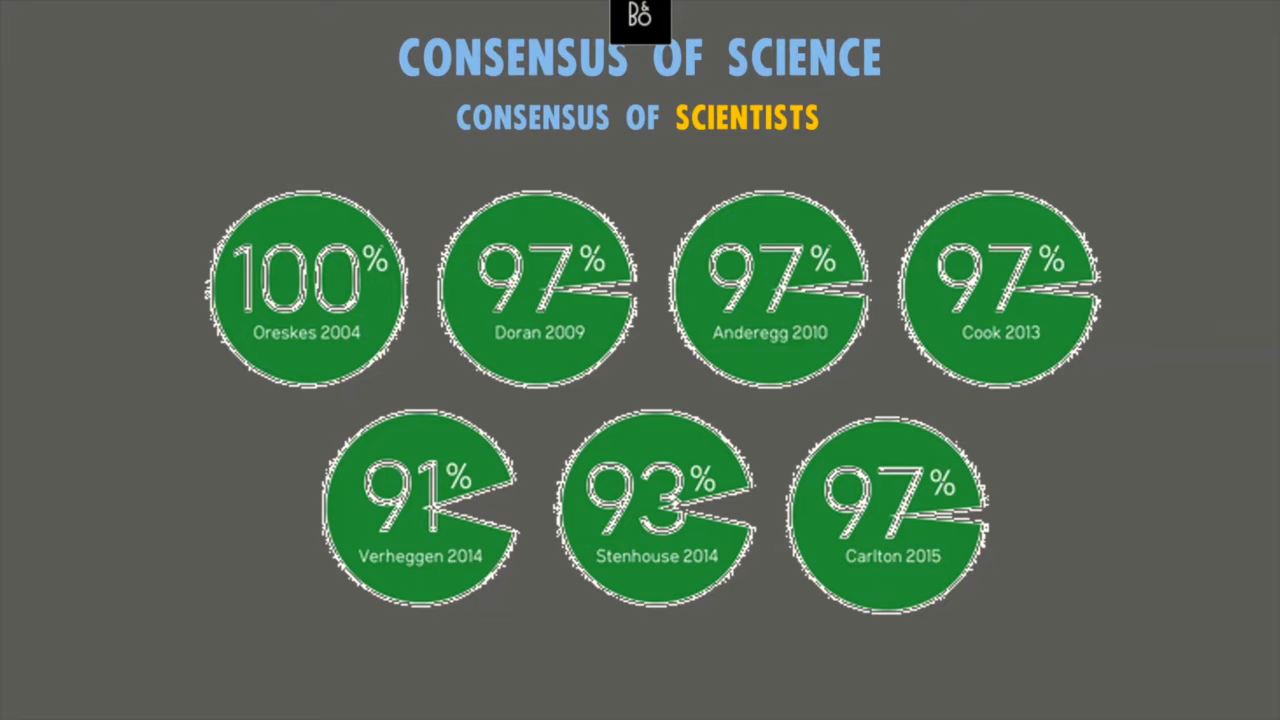 B&O
CONSENSUS OF SCIENCE
CONSENSUS OF SCIENTISTS
100%
Oreskes 2004
97%
Doran 2009
97%
Anderegg 2010
97%
Cook 2013
91%
Verheggen 2014
93%
Stenhouse 2014
97%
Carlton 2015